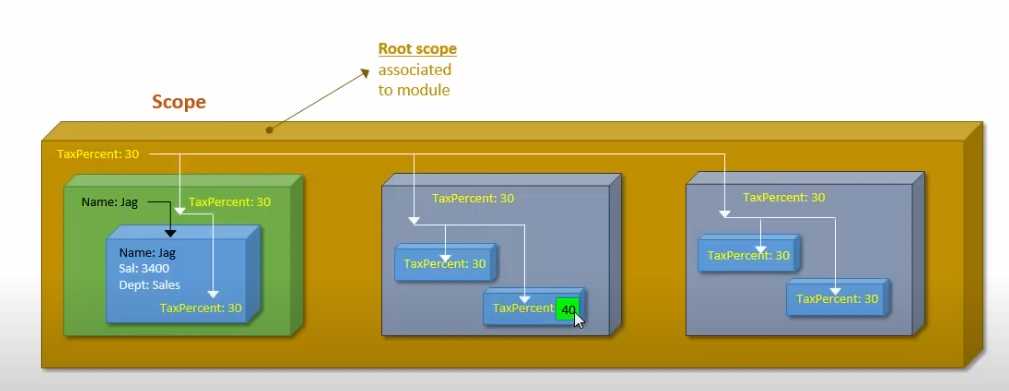 Root scope
associated
to module
Scope
TaxPercent: 30
Name: Jag
TaxPercent: 30
Name: Jag
Sal: 3400
Dept: Sales
TaxPercent: 30
TaxPercent: 30
TaxPercent: 30
TaxPercent 40
TaxPercent: 30
TaxPercent: 30
TaxPercent: 30